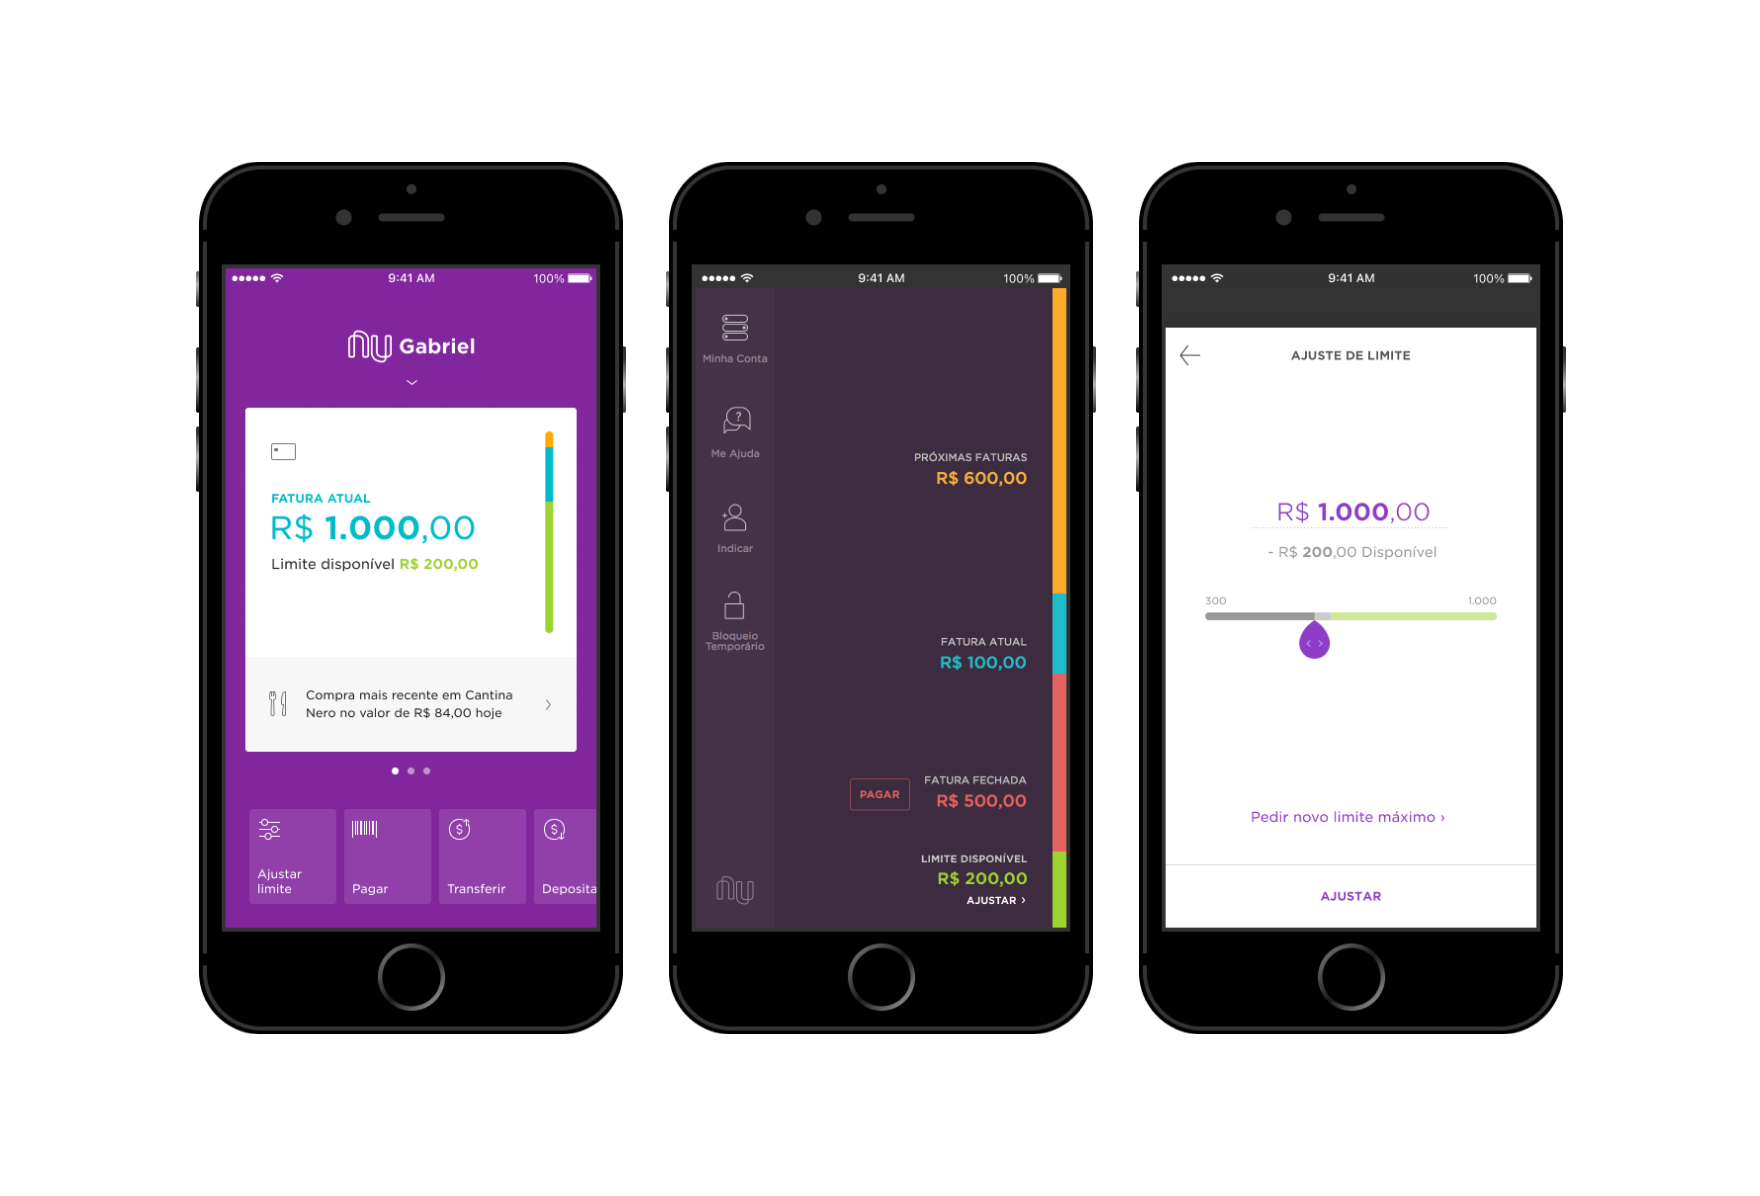 9:41 AM 100%
nu Gabriel
FATURA ATUAL
R$ 1.000,00
Limite disponível R$ 200,00
Compra mais recente em Cantina
Nero no valor de R$ 84,00 hoje
Ajustar
limite
Pagar
Transferir
Deposita
9:41 AM 100%
Minha Conta
Me Ajuda
Indicar
Bloqueio
Temporário
nu
PRÓXIMAS FATURAS
R$ 600,00
FATURA ATUAL
R$ 100,00
PAGAR
FATURA FECHADA
R$ 500,00
LIMITE DISPONÍVEL
R$ 200,00
AJUSTAR ›
9:41 AM 100%
AJUSTE DE LIMITE
R$ 1.000,00
- R$ 200,00 Disponível
300 1.000
Pedir novo limite máximo ›
AJUSTAR